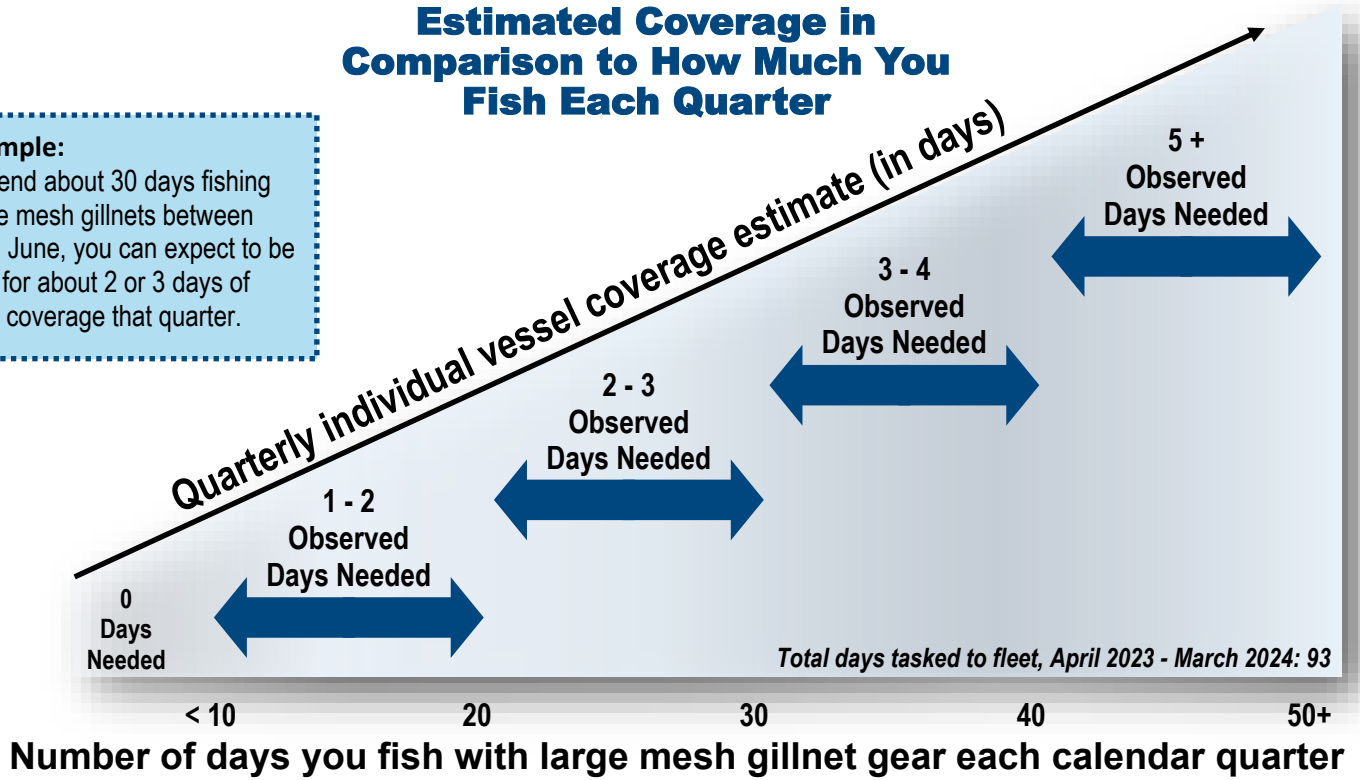 Estimated Coverage in
Comparison to How Much You
Fish Each Quarter
mple:
end about 30 days fishing
e mesh gillnets between
June, you can expect to be
for about 2 or 3 days of
coverage that quarter.
Quarterly individual vessel coverage estimate (in days)
5 +
Observed
Days Needed
3 - 4
Observed
Days Needed
2 - 3
Observed
Days Needed
1 - 2
Observed
Days Needed
0
Days
Needed
Total days tasked to fleet, April 2023 - March 2024: 93
< 10 20 30 40 50+
Number of days you fish with large mesh gillnet gear each calendar quarter